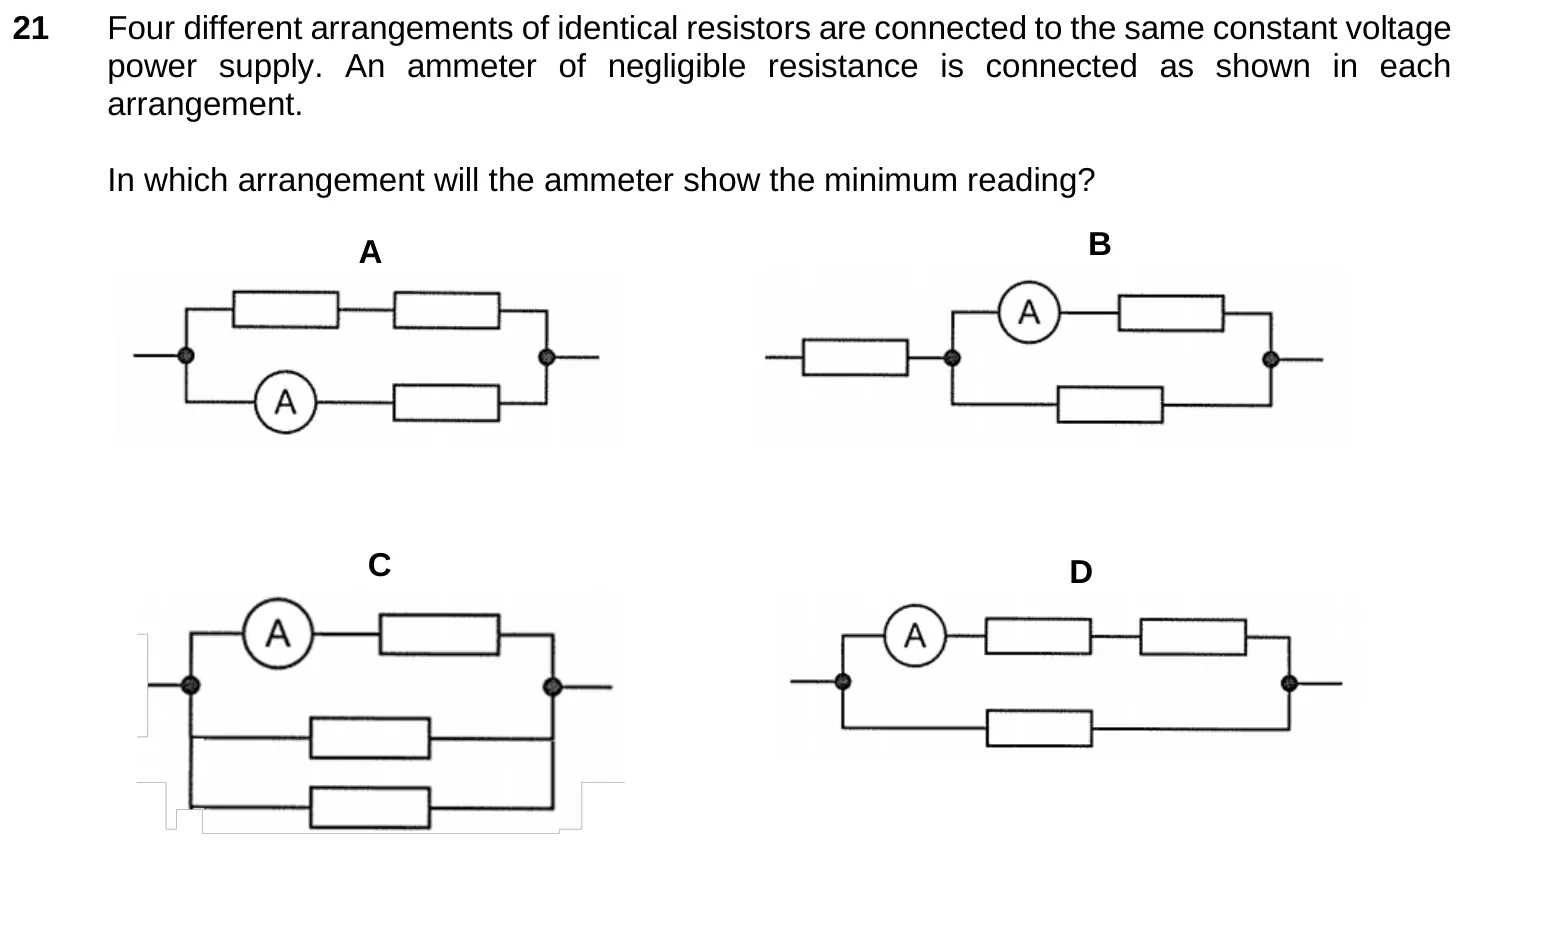 21 Four different arrangements of identical resistors are connected to the same constant voltage
power supply. An ammeter of negligible resistance is connected as shown in each
arrangement.
In which arrangement will the ammeter show the minimum reading?
A
B
A
A
C
D
A
A